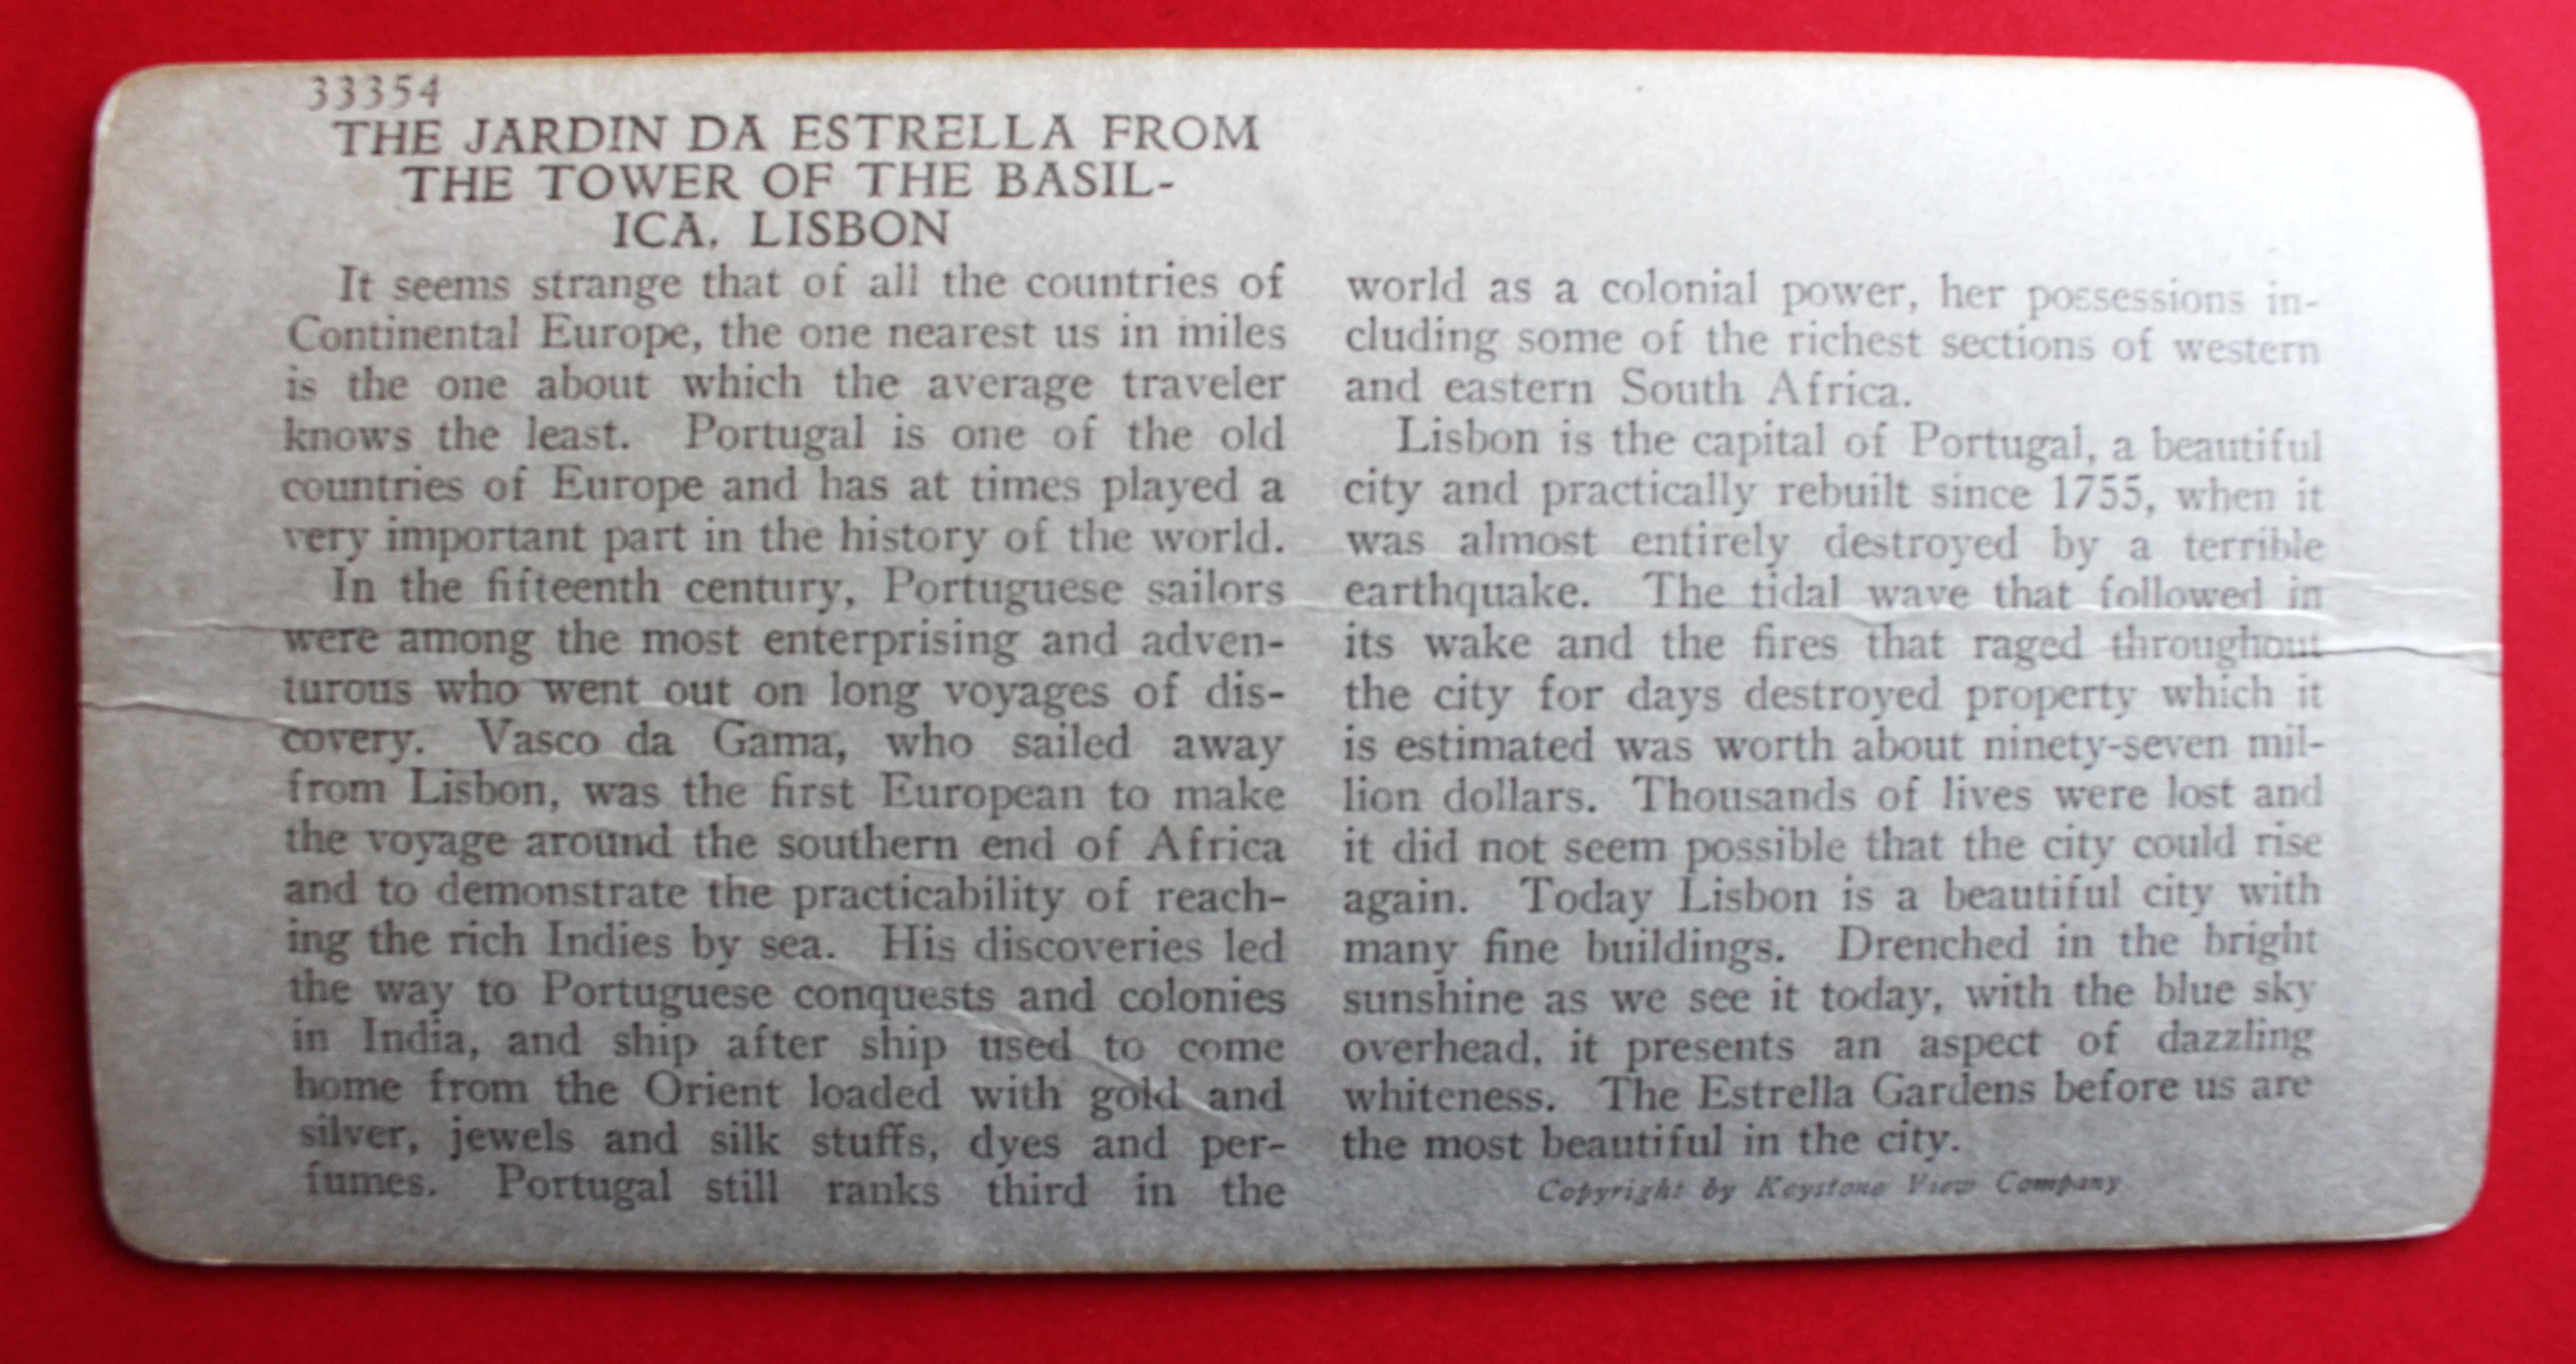 33354
THE JARDIN DA ESTRELLA FROM
THE TOWER OF THE BASIL-
ICA, LISBON
It seems strange that of all the countries of
Continental Europe, the one nearest us in miles
is the one about which the average traveler
knows the least. Portugal is one of the old
countries of Europe and has at times played a
very important part in the history of the world.
In the fifteenth century, Portuguese sailors
were among the most enterprising and adven-
turous who went out on long voyages of dis-
covery. Vasco da Gama, who sailed away
from Lisbon, was the first European to make
the voyage around the southern end of Africa
and to demonstrate the practicability of reach-
ing the rich Indies by sea. His discoveries led
the way to Portuguese conquests and colonies
in India, and ship after ship used to come
home from the Orient loaded with gold and
silver, jewels and silk stuffs, dyes and per-
fumes. Portugal still ranks third in the
world as a colonial power, her possessions in-
cluding some of the richest sections of western
and eastern South Africa.
Lisbon is the capital of Portugal, a beautiful
city and practically rebuilt since 1755, when it
was almost entirely destroyed by a terrible
earthquake. The tidal wave that followed in
its wake and the fires that raged throughout
the city for days destroyed property which it
is estimated was worth about ninety-seven mil-
lion dollars. Thousands of lives were lost and
it did not seem possible that the city could rise
again. Today Lisbon is a beautiful city with
many fine buildings. Drenched in the bright
sunshine as we see it today, with the blue sky
overhead, it presents an aspect of dazzling
whiteness. The Estrella Gardens before us are
the most beautiful in the city.
Copyright by Keystone View Company